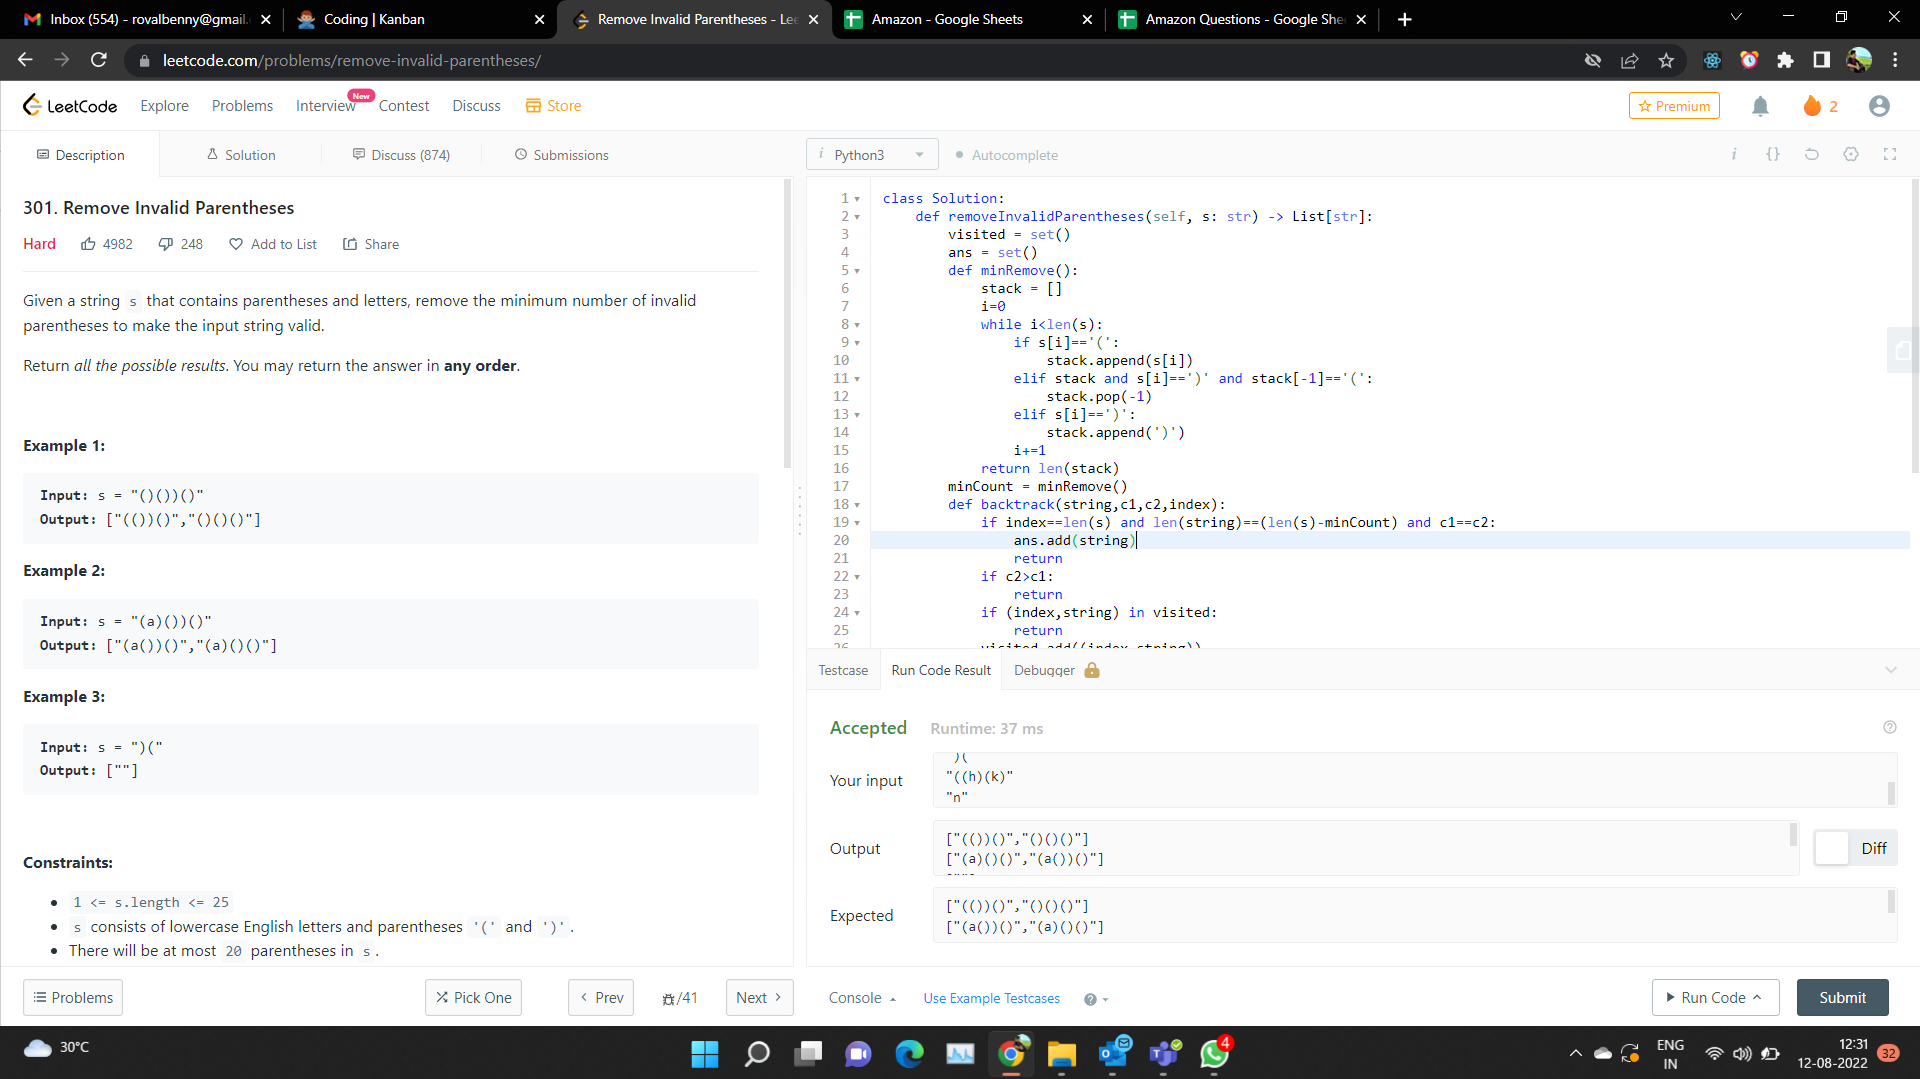 Inbox (554) - rovalbenny@gmail.
Coding | Kanban
Remove Invalid Parentheses - Lee
Amazon - Google Sheets
Amazon Questions - Google She
leetcode.com/problems/remove-invalid-parentheses/
LeetCode
Explore
Problems
Interview
New
Contest
Discuss
Store
Premium
2
Description
Solution
Discuss (874)
Submissions
301. Remove Invalid Parentheses
Hard
4982
248
Add to List
Share
Given a string s that contains parentheses and letters, remove the minimum number of invalid
parentheses to make the input string valid.
Return all the possible results. You may return the answer in any order.
Example 1:
Input: s = "()())()"
Output: ["(())()","()()()"]
Example 2:
Input: s = "(a)())()"
Output: ["(a())()","(a)()()"]
Example 3:
Input: s = ")("
Output: [""]
Constraints:
1 <= s.length <= 25
s consists of lowercase English letters and parentheses '(' and ')'.
There will be at most 20 parentheses in s.
Problems
Pick One
Prev
/41
Next
i Python3
Autocomplete
i {}
1 class Solution:
2 def removeInvalidParentheses(self, s: str) -> List[str]:
3 visited = set()
4 ans = set()
5 def minRemove():
6 stack = []
7 i=0
8 while i<len(s):
9 if s[i]=='(':
10 stack.append(s[i])
11 elif stack and s[i]==')' and stack[-1]=='(':
12 stack.pop(-1)
13 elif s[i]==')':
14 stack.append(')')
15 i+=1
16 return len(stack)
17 minCount = minRemove()
18 def backtrack(string,c1,c2,index):
19 if index==len(s) and len(string)==(len(s)-minCount) and c1==c2:
20 ans.add(string)
21 return
22 if c2>c1:
23 return
24 if (index,string) in visited:
25 return
26 visited.add((index,string))
Testcase
Run Code Result
Debugger
Accepted
Runtime: 37 ms
Your input
")("
"((h)(k)"
"n"
Output
["(())()","()()()"]
["(a)()()","(a())()"]
Diff
Expected
["(())()","()()()"]
["(a())()","(a)()()"]
Console
Use Example Testcases
Run Code
Submit
30°C
4
ENG
IN
12:31
12-08-2022
32